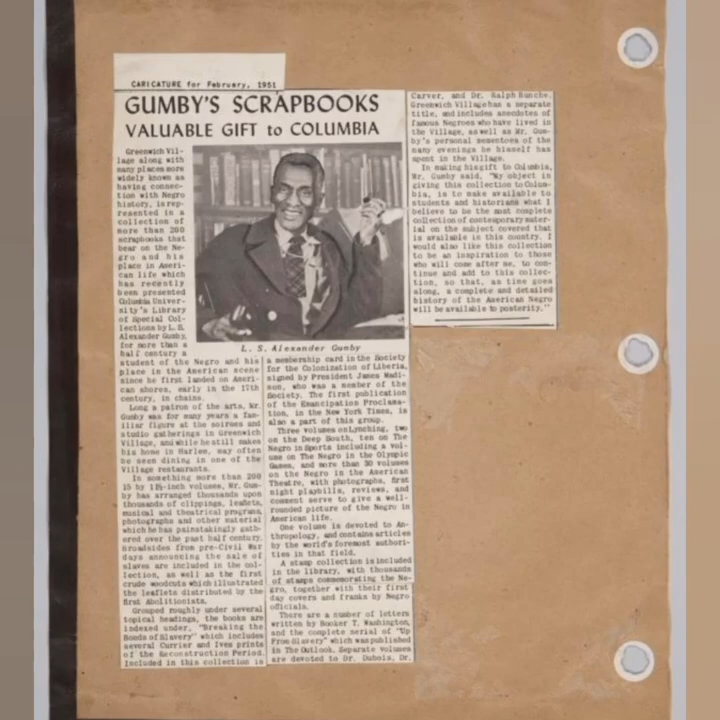 CARICATURE for February, 1951
GUMBY'S SCRAPBOOKS
VALUABLE GIFT to COLUMBIA
Greenwich Vil-
lage along with
many places more
widely known as
having connec-
tion with Negro
history, is rep-
resented in a
collection of
more than 200
scrapbooks that
bear on the Ne-
gro and his
place in Ameri-
can life which
has recently
been presented
Columbia Univer-
sity's Library
of Special Col-
lections by L. S.
Alexander Gumby,
for more than a
half century a
L. S. Alexander Gumby
student of the Negro and his
place in the American scene
since he first landed on Ameri-
can shores, early in the 17th
century, in chains.
Long a patron of the arts, Mr.
Gumby was for many years a fam-
iliar figure at the soirees and
studio gatherings in Greenwich
Village, and while he still makes
his home in Harlem, may often
be seen dining in one of the
Village restaurants.
In something more than 200
15 by 1½-inch volumes, Mr. Gum-
by has arranged thousands upon
thousands of clippings, leaflets,
musical and theatrical programs,
photographs and other material
which he has painstakingly gath-
ered over the past half century.
Broadsides from pre-Civil War
days announcing the sale of
slaves are included in the col-
lection, as well as the first
crude woodcuts which illustrated
the leaflets distributed by the
first Abolitionists.
Grouped roughly under several
topical headings, the books are
indexed under, "Breaking the
Bonds of Slavery" which includes
several Currier and Ives prints
of the Reconstruction Period.
Included in this collection is
a membership card in the Society
for the Colonization of Liberia,
signed by President James Madi-
son, who was a member of the
Society. The first publication
of the Emancipation Proclama-
tion, in the New York Times, is
also a part of this group.
Three volumes on Lynching, two
on the Deep South, ten on The
Negro in Sports including a vol-
ume on The Negro in the Olympic
Games, and more than 30 volumes
on the Negro in the American
Theatre, with photographs, first
night playbills, reviews, and
comment serve to give a well-
rounded picture of the Negro in
American life.
One volume is devoted to An-
thropology, and contains articles
by the world's foremost authori-
ties in that field.
A stamp collection is included
in the library, with thousands
of stamps commemorating the Ne-
gro, together with their first
day covers and franks by Negro
officials.
There are a number of letters
written by Booker T. Washington,
and the complete serial of "Up
From Slavery" which was published
in The Outlook. Separate volumes
are devoted to Dr. Dubois, Dr.
Carver, and Dr. Ralph Bunche.
Greenwich Village has a separate
title, and includes anecdotes of
famous Negroes who have lived in
the Village, as well as Mr. Gum-
by's personal mementoes of the
many evenings he himself has
spent in the Village.
In making his gift to Columbia,
Mr. Gumby said, "My object in
giving this collection to Colum-
bia, is to make available to
students and historians what I
believe to be the most complete
collection of contemporary mater-
ial on the subject covered that
is available in this country. I
would also like this collection
to be an inspiration to those
who will come after me, to con-
tinue and add to this collec-
tion, so that, as time goes
along, a complete and detailed
history of the American Negro
will be available to posterity."